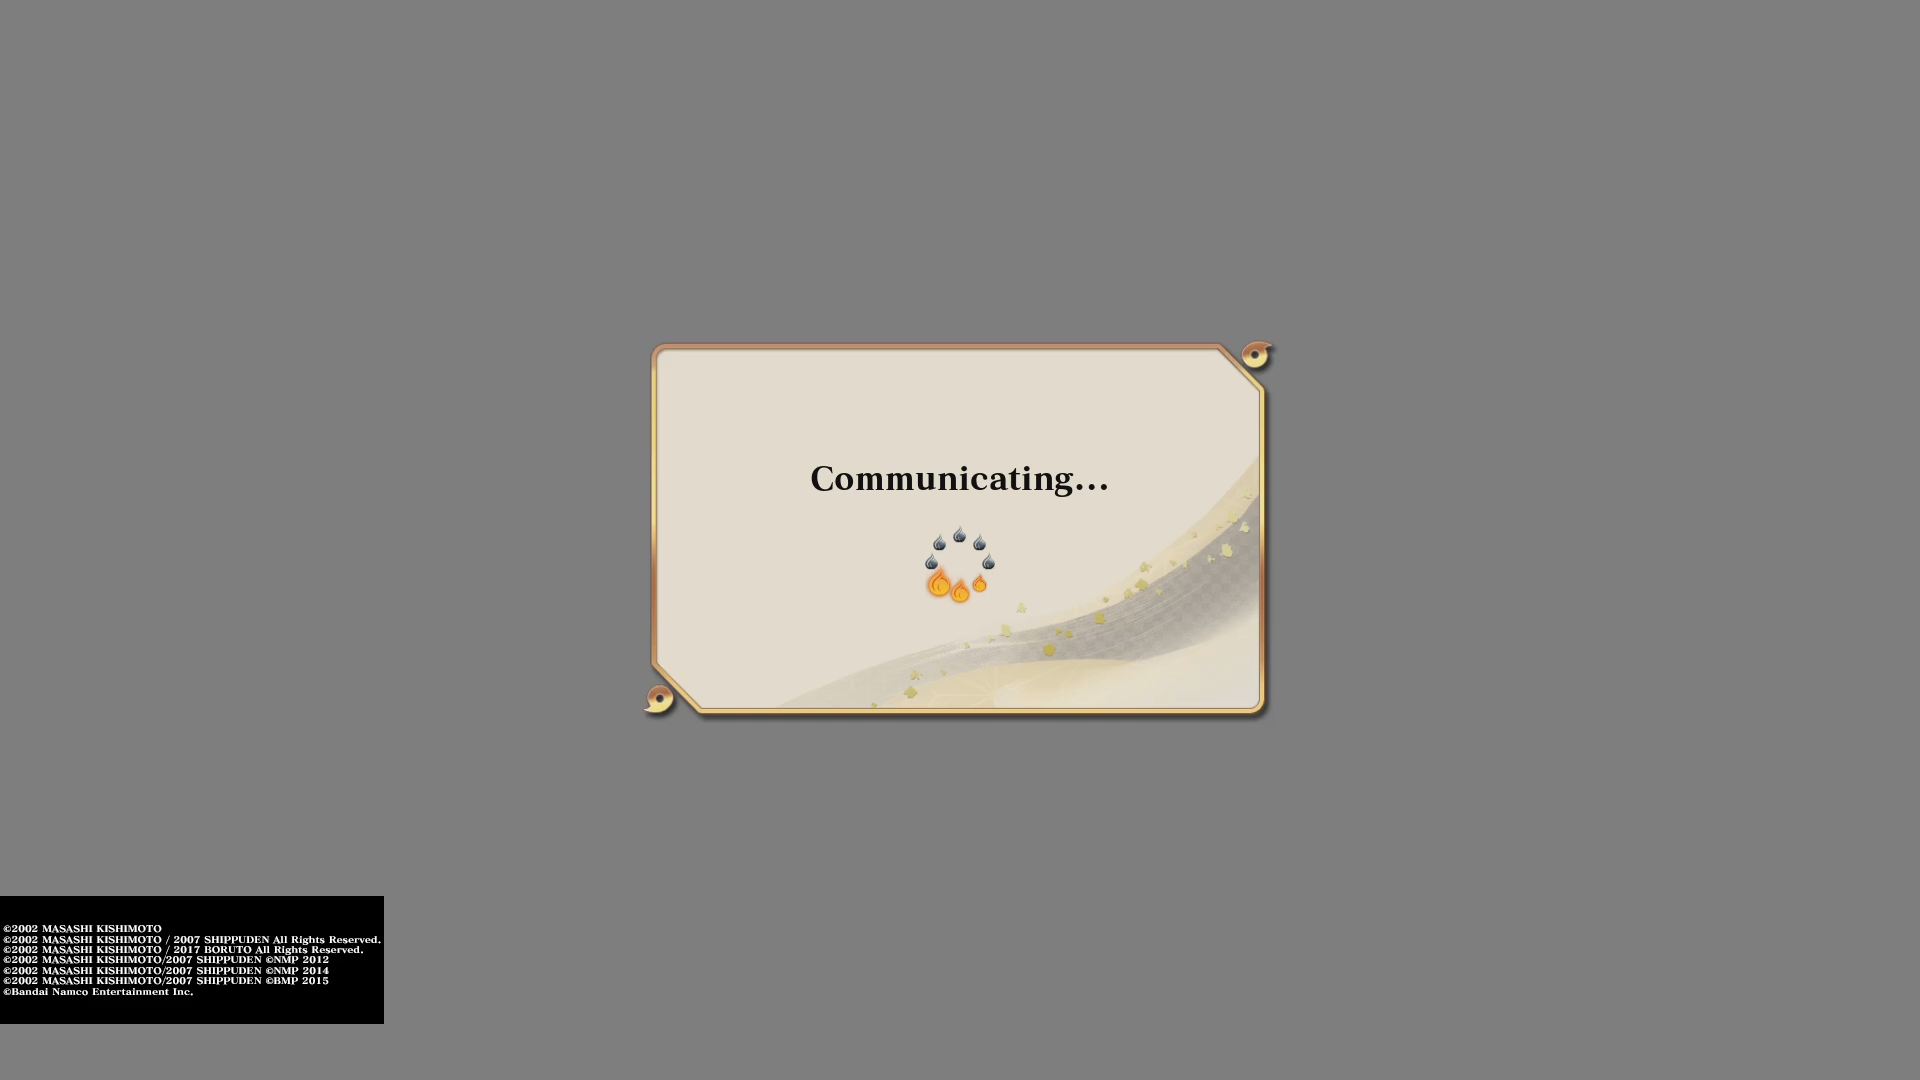 Communicating...
©2002 MASASHI KISHIMOTO
©2002 MASASHI KISHIMOTO / 2007 SHIPPUDEN All Rights Reserved.
©2002 MASASHI KISHIMOTO / 2017 BORUTO All Rights Reserved.
©2002 MASASHI KISHIMOTO/2007 SHIPPUDEN ©NMP 2012
©2002 MASASHI KISHIMOTO/2007 SHIPPUDEN ©NMP 2014
©2002 MASASHI KISHIMOTO/2007 SHIPPUDEN ©BMP 2015
©Bandai Namco Entertainment Inc.